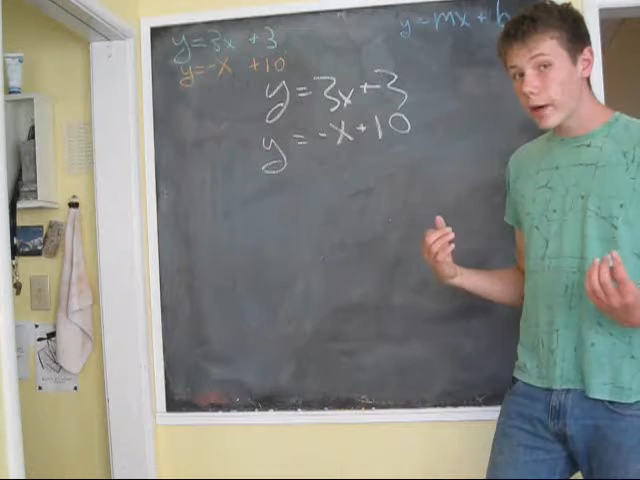 y=3x +3
y=-x +10
y=mx+b
y=3x+3
y=-x+10